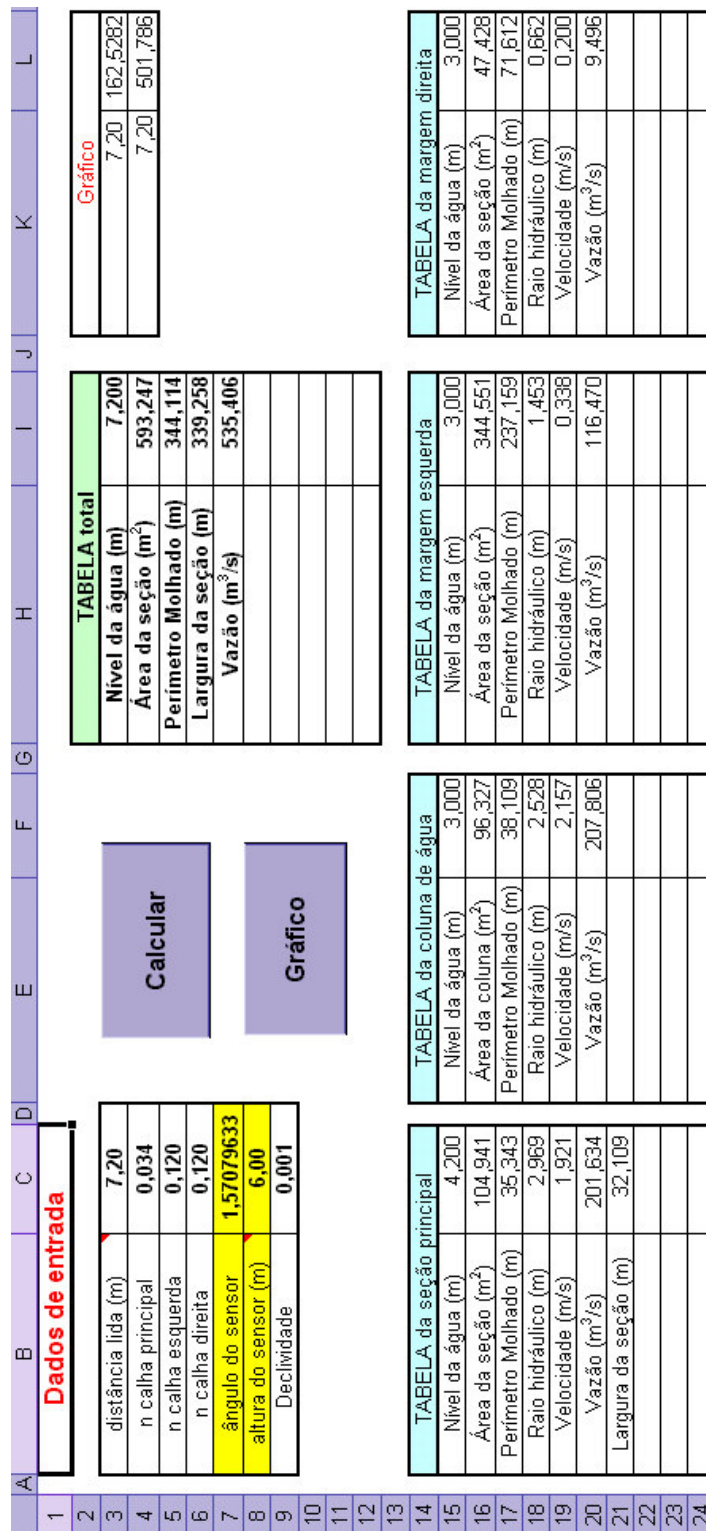 A B C D E F G H I J K L
1 Dados de entrada
2 TABELA total Gráfico
3 distância lida (m) 7,20 Nível da água (m) 7,200 7,20 162,5282
4 n calha principal 0,034 Área da seção (m²) 593,247 7,20 501,786
5 n calha esquerda 0,120 Calcular Perímetro Molhado (m) 344,114
6 n calha direita 0,120 Largura da seção (m) 339,258
7 ângulo do sensor 1,57079633 Vazão (m³/s) 535,406
8 altura do sensor (m) 6,00
9 Declividade 0,001 Gráfico
10
11
12
13
14 TABELA da seção principal TABELA da coluna de água TABELA da margem esquerda TABELA da margem direita
15 Nível da água (m) 4,200 Nível da água (m) 3,000 Nível da água (m) 3,000 Nível da água (m) 3,000
16 Área da seção (m²) 104,941 Área da coluna (m²) 96,327 Área da seção (m²) 344,551 Área da seção (m²) 47,428
17 Perímetro Molhado (m) 35,343 Perímetro Molhado (m) 38,109 Perímetro Molhado (m) 237,159 Perímetro Molhado (m) 71,612
18 Raio hidráulico (m) 2,969 Raio hidráulico (m) 2,528 Raio hidráulico (m) 1,453 Raio hidráulico (m) 0,662
19 Velocidade (m/s) 1,921 Velocidade (m/s) 2,157 Velocidade (m/s) 0,338 Velocidade (m/s) 0,200
20 Vazão (m³/s) 201,634 Vazão (m³/s) 207,806 Vazão (m³/s) 116,470 Vazão (m³/s) 9,496
21 Largura da seção (m) 32,109
22
23
24